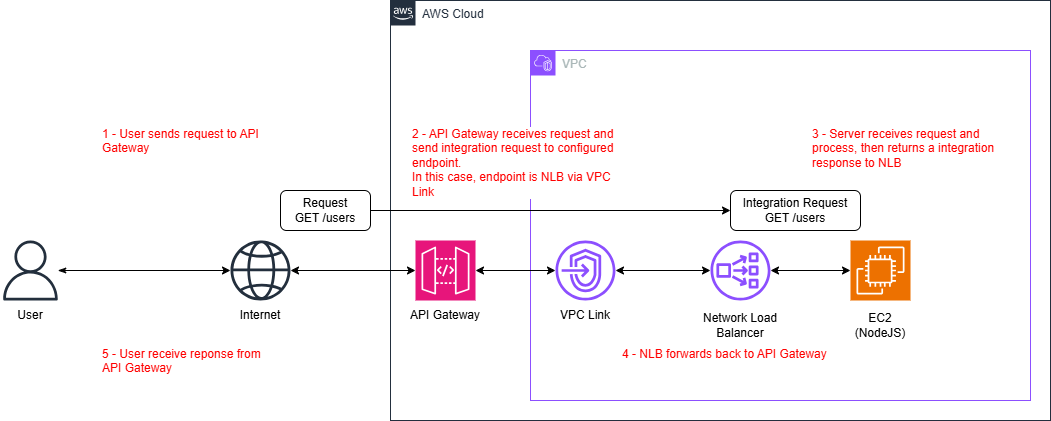 aws
AWS Cloud
VPC
1 - User sends request to API
Gateway
2 - API Gateway receives request and
send integration request to configured
endpoint.
In this case, endpoint is NLB via VPC
Link
3 - Server receives request and
process, then returns a integration
response to NLB
Request
GET /users
Integration Request
GET /users
</>
User
Internet
API Gateway
VPC Link
Network Load
Balancer
EC2
(NodeJS)
5 - User receive reponse from
API Gateway
4 - NLB forwards back to API Gateway